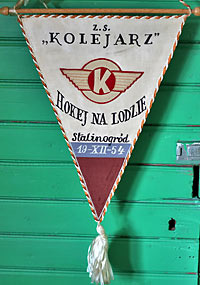 Z.S.
„KOLEJARZ”
K
HOKEJ NA LODZIE
Stalinogród
19-XII-54